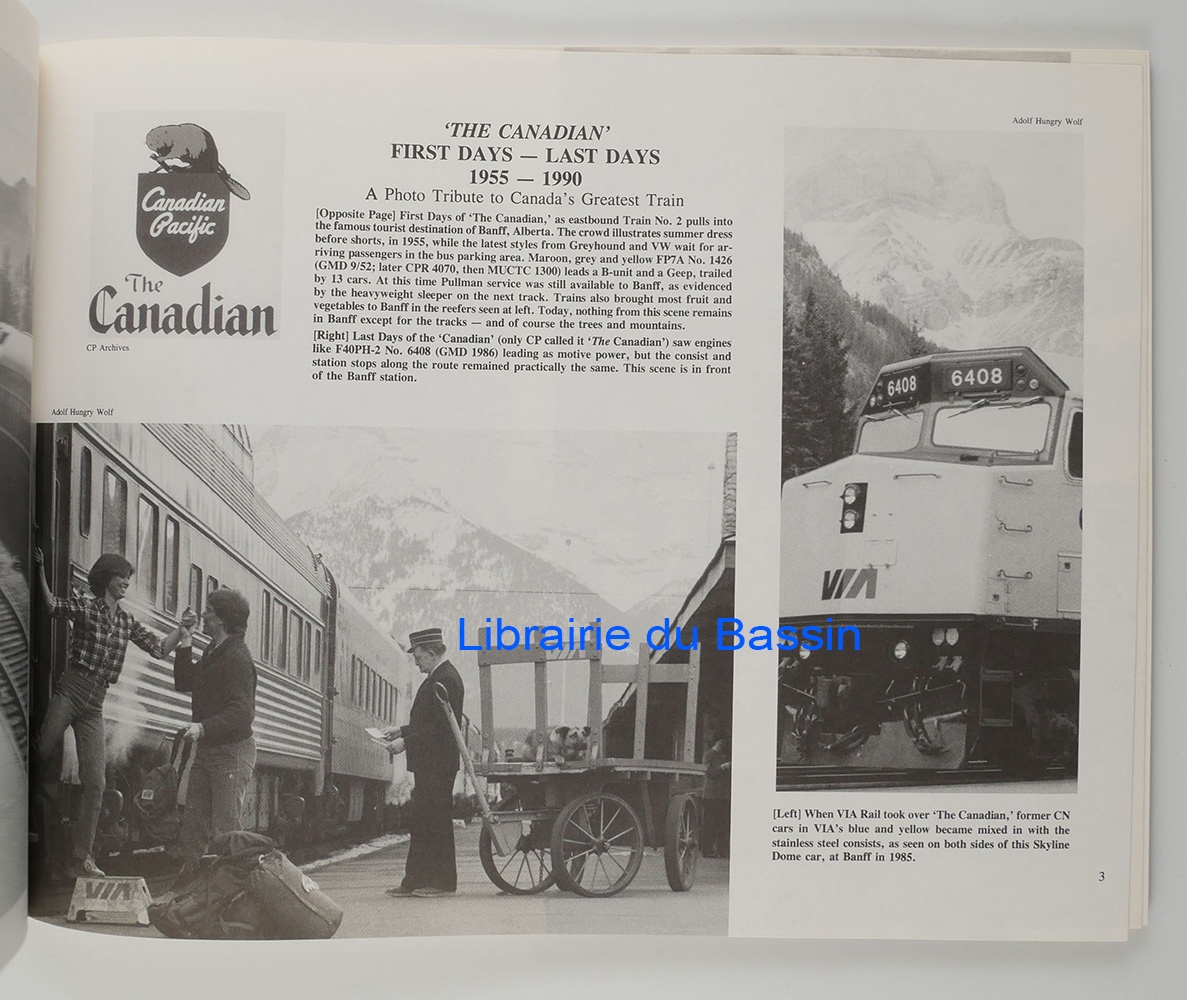 Canadian
Pacific
The
Canadian
CP Archives
‘THE CANADIAN’
FIRST DAYS — LAST DAYS
1955 — 1990
A Photo Tribute to Canada’s Greatest Train
[Opposite Page] First Days of ‘The Canadian,’ as eastbound Train No. 2 pulls into
the famous tourist destination of Banff, Alberta. The crowd illustrates summer dress
before shorts, in 1955, while the latest styles from Greyhound and VW wait for ar-
riving passengers in the bus parking area. Maroon, grey and yellow FP7A No. 1426
(GMD 9/52; later CPR 4070, then MUCTC 1300) leads a B-unit and a Geep, trailed
by 13 cars. At this time Pullman service was still available to Banff, as evidenced
by the heavyweight sleeper on the next track. Trains also brought most fruit and
vegetables to Banff in the reefers seen at left. Today, nothing from this scene remains
in Banff except for the tracks — and of course the trees and mountains.
[Right] Last Days of the ‘Canadian’ (only CP called it ‘The Canadian’) saw engines
like F40PH-2 No. 6408 (GMD 1986) leading as motive power, but the consist and
station stops along the route remained practically the same. This scene is in front
of the Banff station.
Adolf Hungry Wolf
6408
6408
VIA
F
Adolf Hungry Wolf
VIA
VIA
Librairie du Bassin
[Left] When VIA Rail took over ‘The Canadian,’ former CN
cars in VIA’s blue and yellow became mixed in with the
stainless steel consists, as seen on both sides of this Skyline
Dome car, at Banff in 1985.
3